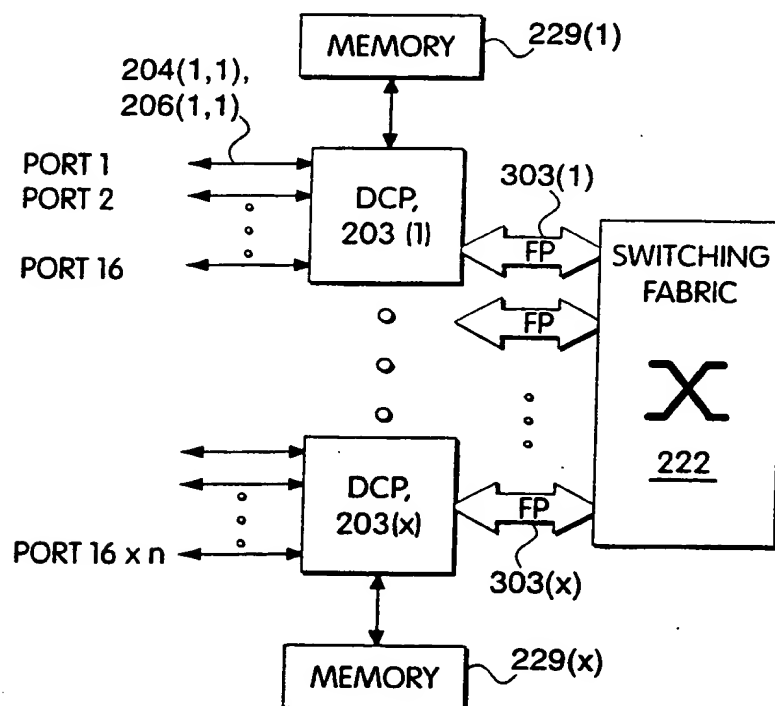 MEMORY
229(1)
204(1,1),
206(1,1)
PORT 1
PORT 2
PORT 16
DCP,
203 (1)
303(1)
FP
FP
SWITCHING
FABRIC
222
DCP,
203(x)
FP
PORT 16 x n
303(x)
MEMORY
229(x)